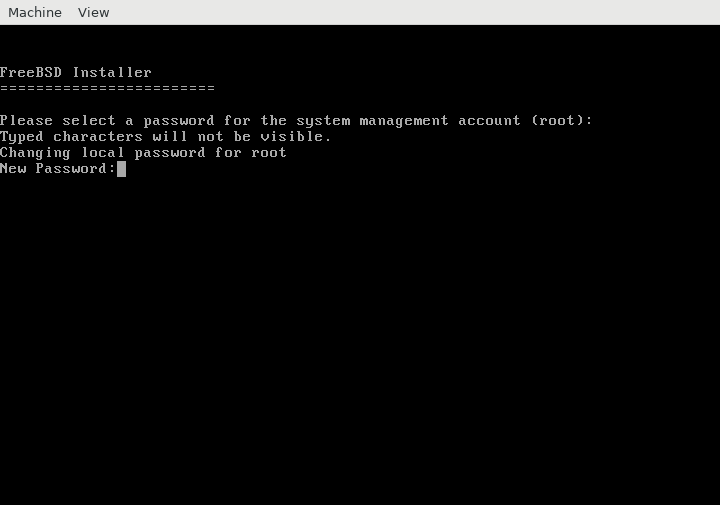 Machine View
FreeBSD Installer
========================
Please select a password for the system management account (root):
Typed characters will not be visible.
Changing local password for root
New Password: